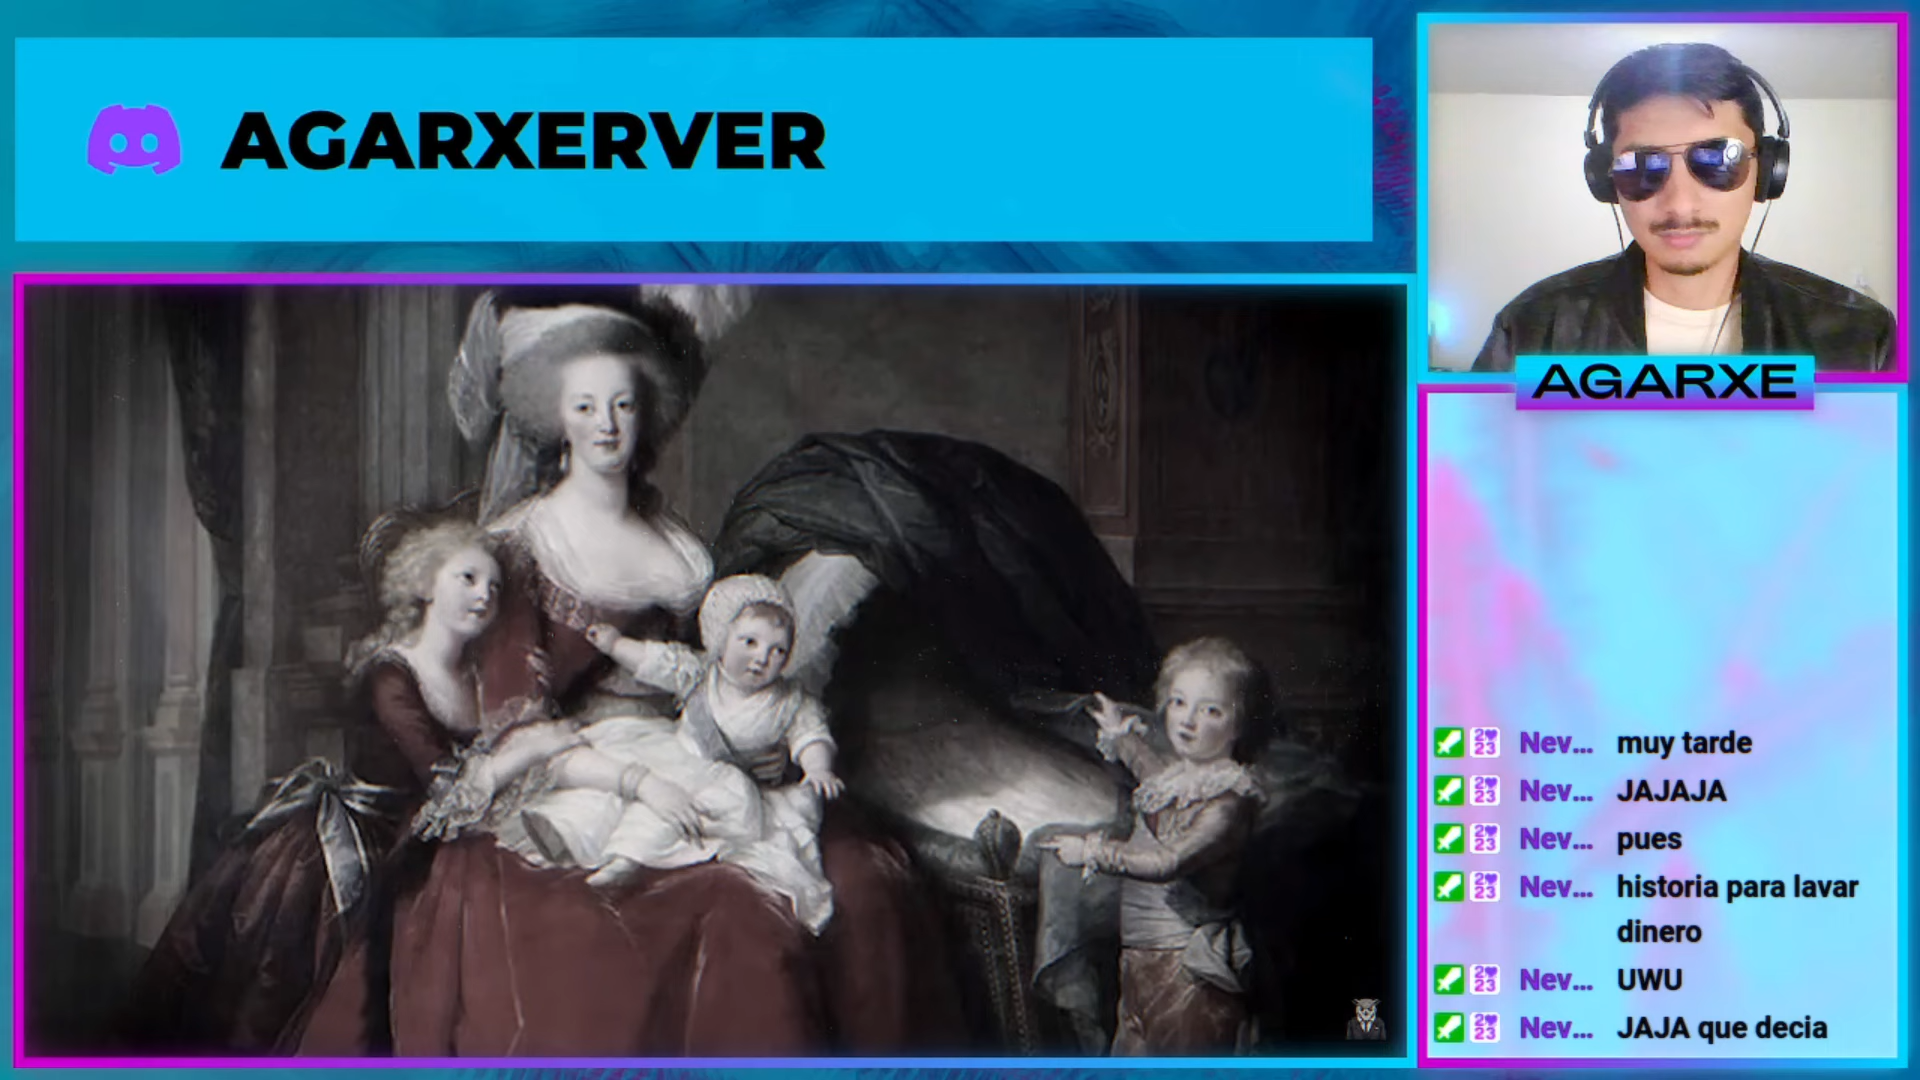 AGARXERVER
AGARXE
Nev... muy tarde
Nev... JAJAJA
Nev... pues
Nev... historia para lavar
dinero
Nev... UWU
Nev... JAJA que decia